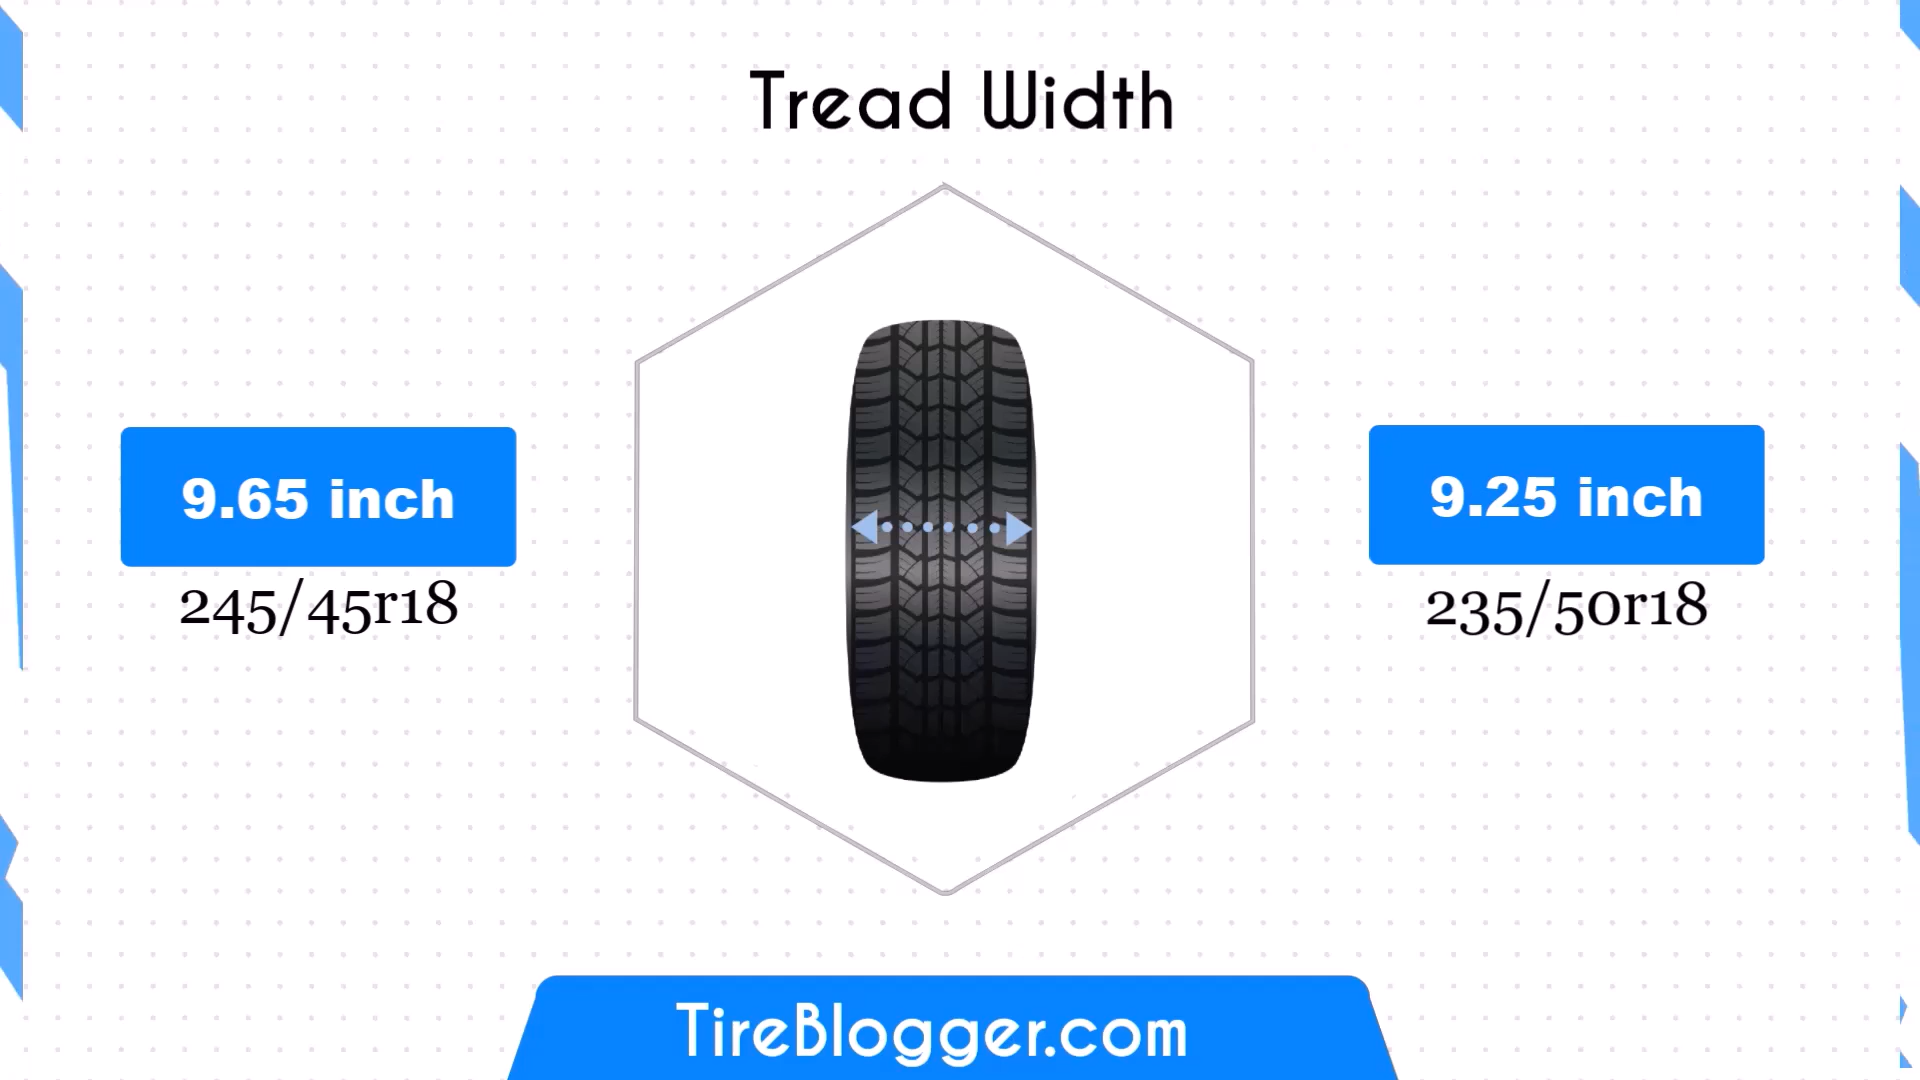 Tread Width
9.65 inch
245/45r18
9.25 inch
235/50r18
TireBlogger.com